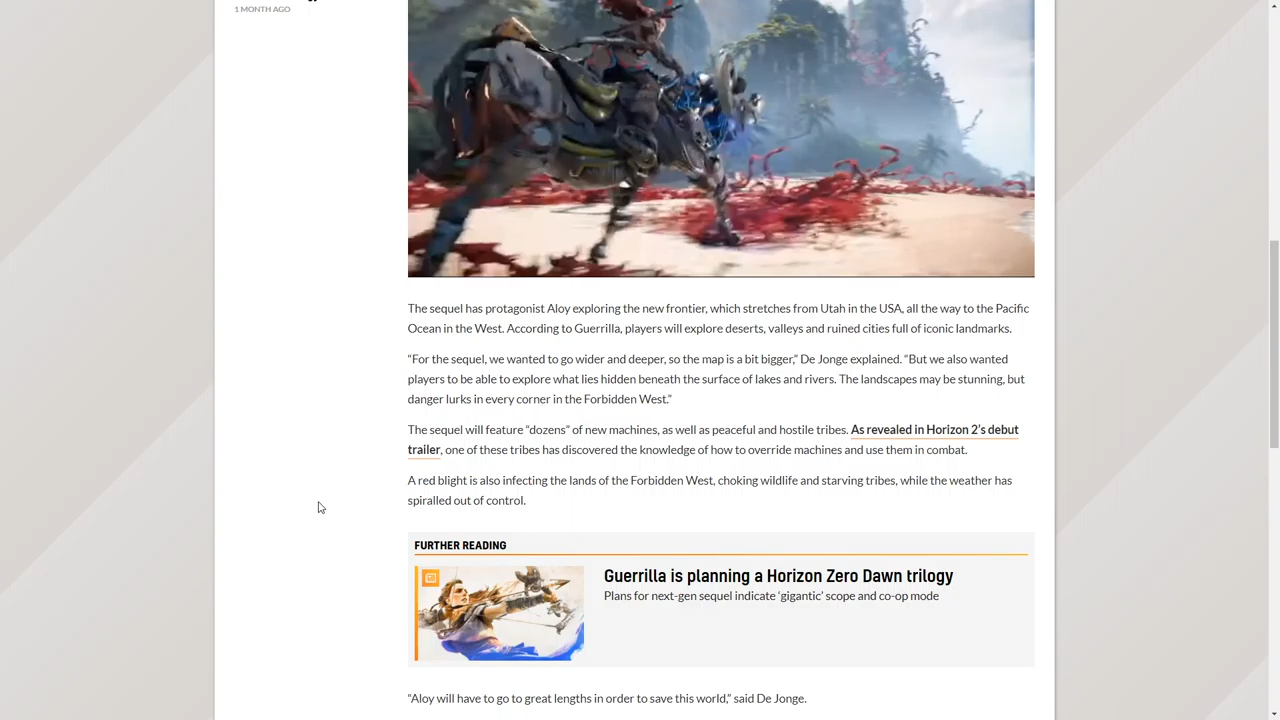 1 MONTH AGO
The sequel has protagonist Aloy exploring the new frontier, which stretches from Utah in the USA, all the way to the Pacific
Ocean in the West. According to Guerrilla, players will explore deserts, valleys and ruined cities full of iconic landmarks.
“For the sequel, we wanted to go wider and deeper, so the map is a bit bigger,” De Jonge explained. “But we also wanted
players to be able to explore what lies hidden beneath the surface of lakes and rivers. The landscapes may be stunning, but
danger lurks in every corner in the Forbidden West.”
The sequel will feature “dozens” of new machines, as well as peaceful and hostile tribes. As revealed in Horizon 2’s debut
trailer, one of these tribes has discovered the knowledge of how to override machines and use them in combat.
A red blight is also infecting the lands of the Forbidden West, choking wildlife and starving tribes, while the weather has
spiralled out of control.
FURTHER READING
Guerrilla is planning a Horizon Zero Dawn trilogy
Plans for next-gen sequel indicate ‘gigantic’ scope and co-op mode
“Aloy will have to go to great lengths in order to save this world,” said De Jonge.